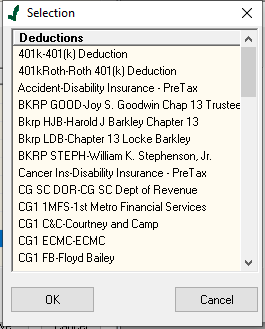 Selection
Deductions
401k-401(k) Deduction
401kRoth-Roth 401(k) Deduction
Accident-Disability Insurance - PreTax
BKRP GOOD-Joy S. Goodwin Chap 13 Trustee
Bkrp HJB-Harold J Barkley Chapter 13
Bkrp LDB-Chapter 13 Locke Barkley
BKRP STEPH-William K. Stephenson, Jr.
Cancer Ins-Disability Insurance - PreTax
CG SC DOR-CG SC Dept of Revenue
CG1 1MFS-1st Metro Financial Services
CG1 C&C-Courtney and Camp
CG1 ECMC-ECMC
CG1 FB-Floyd Bailey
OK Cancel